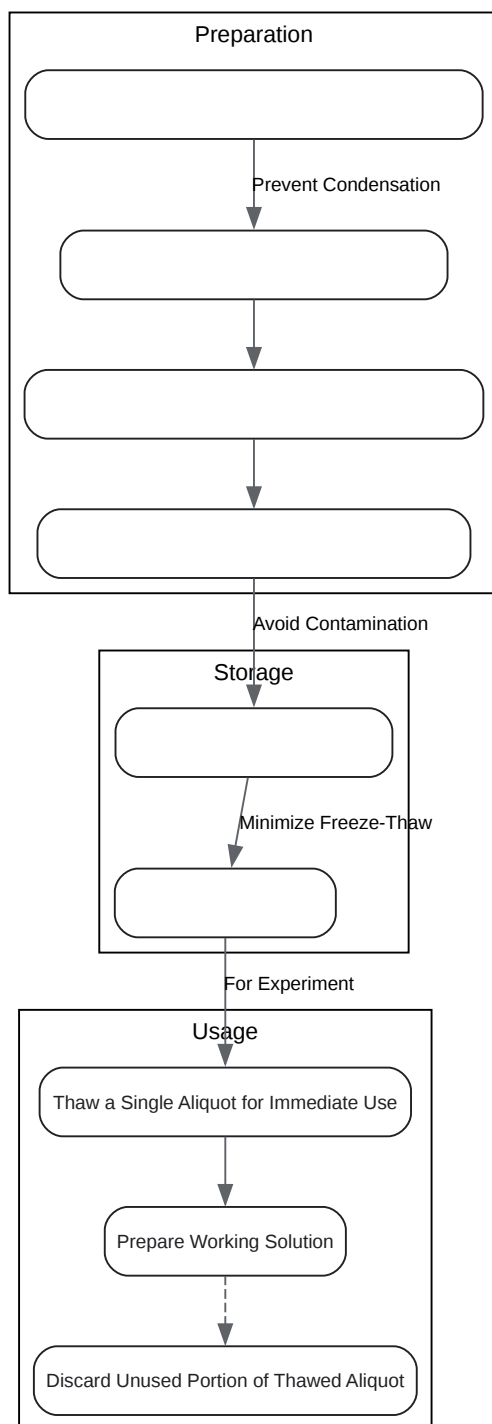 Preparation
Prevent Condensation
Avoid Contamination
Storage
Minimize Freeze-Thaw
For Experiment
Usage
Thaw a Single Aliquot for Immediate Use
Prepare Working Solution
Discard Unused Portion of Thawed Aliquot